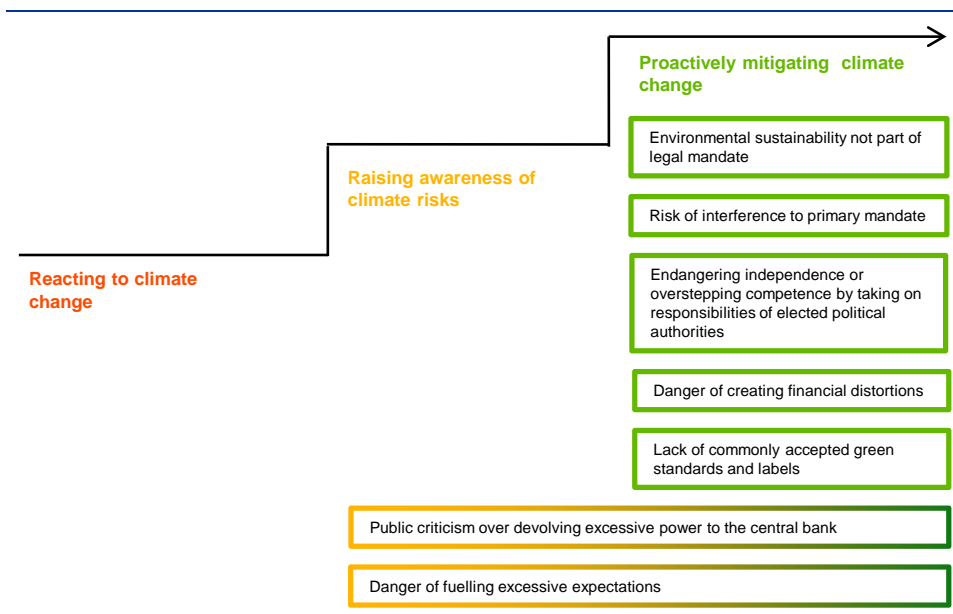 Proactively mitigating climate
change
Environmental sustainability not part of
legal mandate
Raising awareness of
climate risks
Risk of interference to primary mandate
Reacting to climate
change
Endangering independence or
overstepping competence by taking on
responsibilities of elected political
authorities
Danger of creating financial distortions
Lack of commonly accepted green
standards and labels
Public criticism over devolving excessive power to the central bank
Danger of fuelling excessive expectations